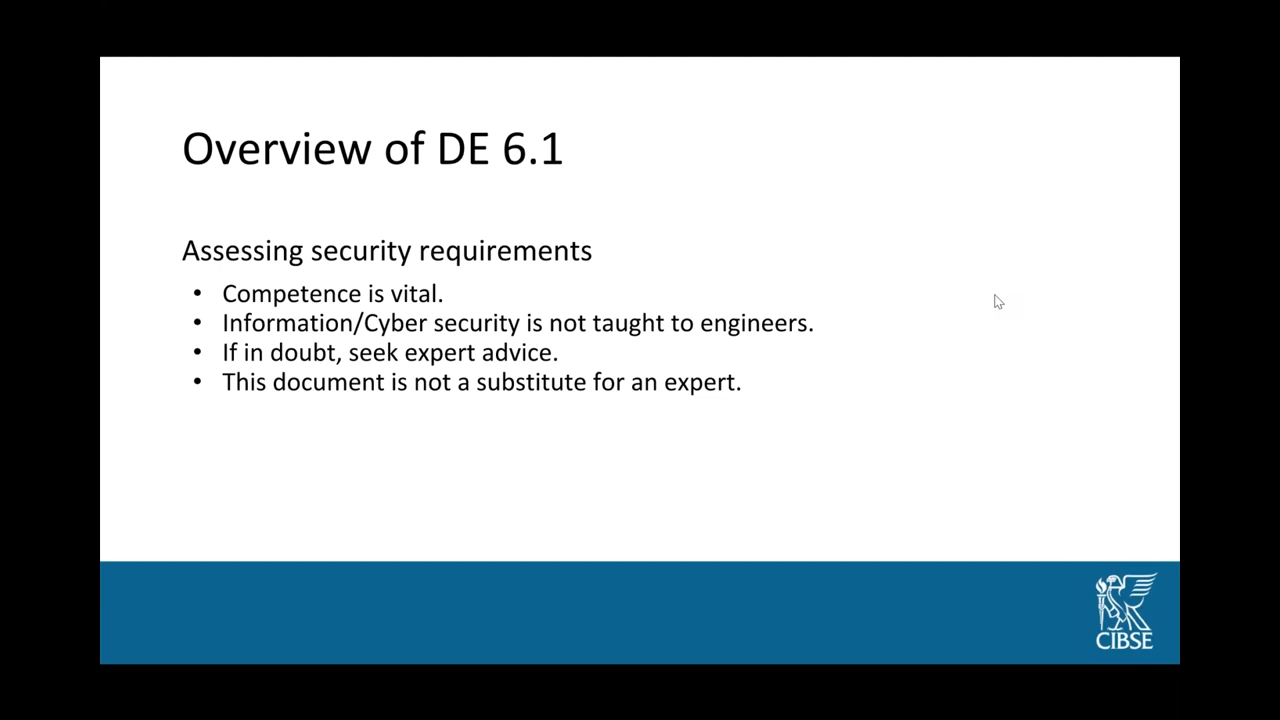 Overview of DE 6.1
Assessing security requirements
• Competence is vital.
• Information/Cyber security is not taught to engineers.
• If in doubt, seek expert advice.
• This document is not a substitute for an expert.
CIBSE